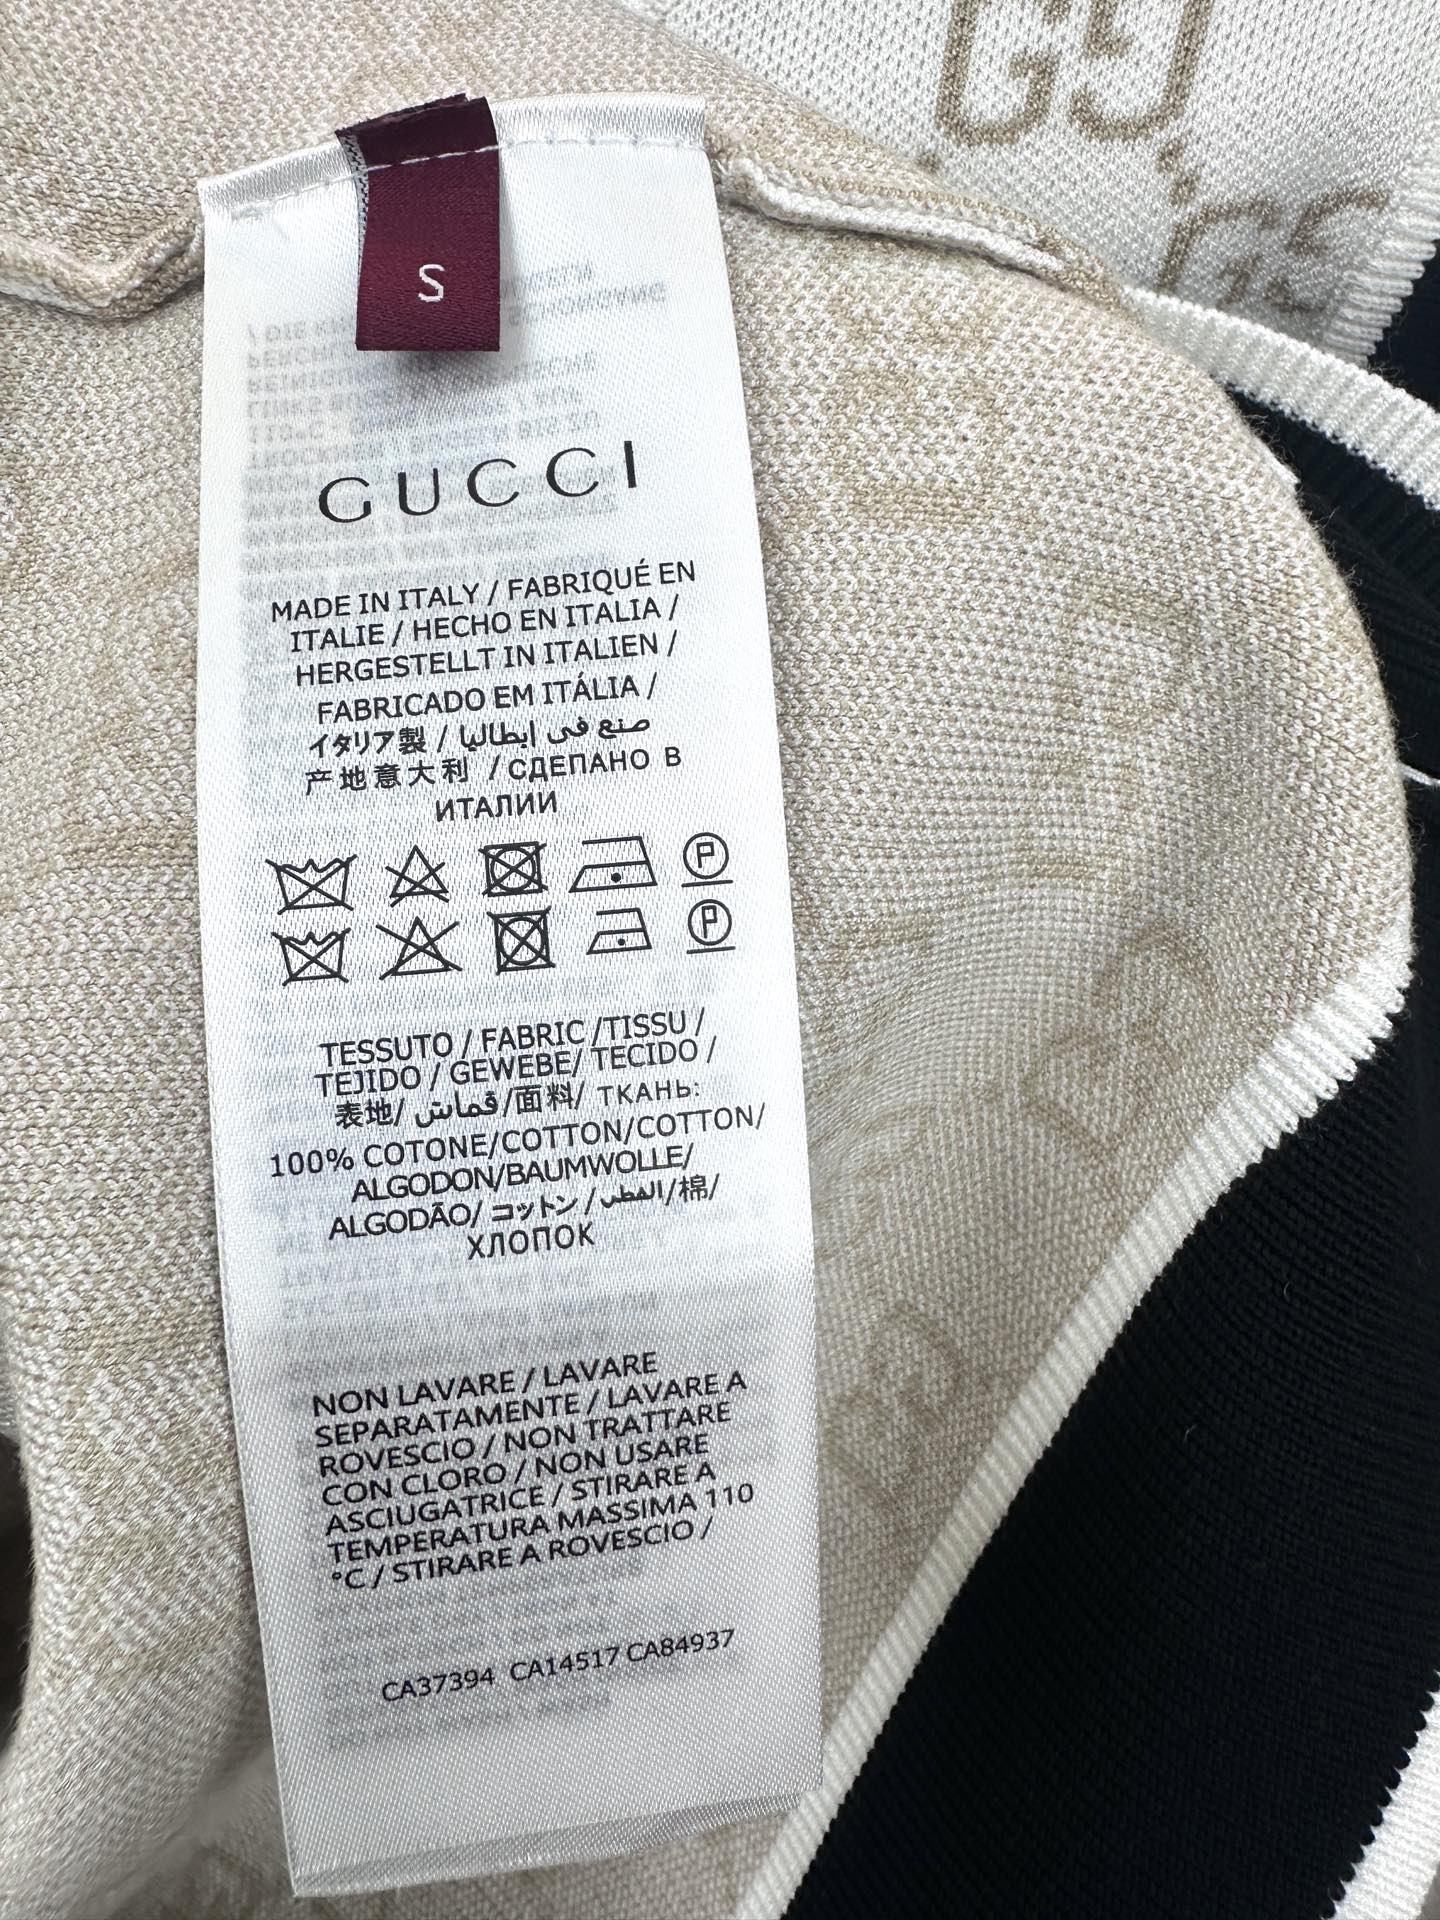 S
GUCCI
MADE IN ITALY / FABRIQUÉ EN
ITALIE / HECHO EN ITALIA /
HERGESTELLT IN ITALIEN /
FABRICADO EM ITÁLIA /
イタリア製 / صنع في إيطاليا
产地意大利 / СДЕЛАНО В
ИТАЛИИ
P
P
TESSUTO / FABRIC /TISSU /
TEJIDO / GEWEBE/ TECIDO /
表地/ قماش /面料/ ТКАНЬ:
100% COTONE/COTTON/COTTON/
ALGODON/BAUMWOLLE/
ALGODÃO/ コットン /القطن/棉/
ХЛОПОК
NON LAVARE / LAVARE
SEPARATAMENTE / LAVARE A
ROVESCIO / NON TRATTARE
CON CLORO / NON USARE
ASCIUGATRICE / STIRARE A
TEMPERATURA MASSIMA 110
°C / STIRARE A ROVESCIO /
CA37394 CA14517 CA84937